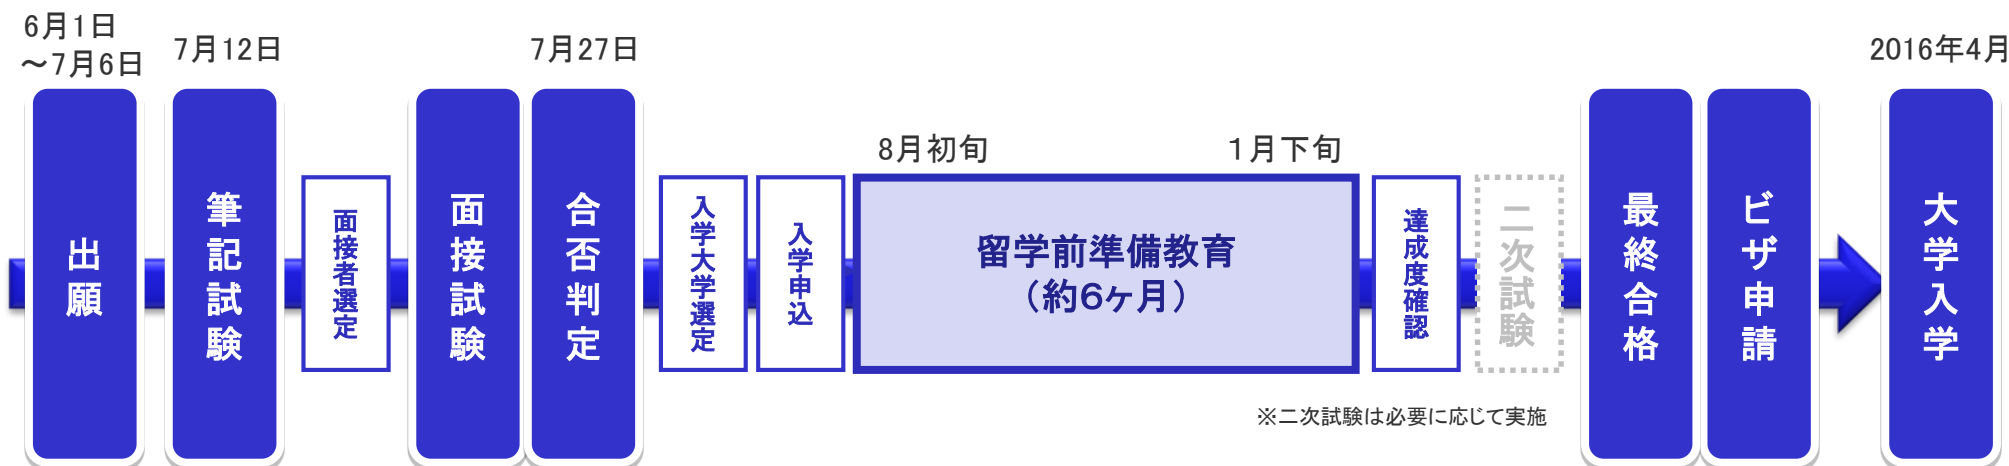 6月1日
～7月6日
出願
7月12日
筆記試験
面接者選定
面接試験
7月27日
合否判定
入学大学選定
入学申込
8月初旬
1月下旬
留学前準備教育
（約6ヶ月）
達成度確認
二次試験
※二次試験は必要に応じて実施
最終合格
ビザ申請
2016年4月
大学入学